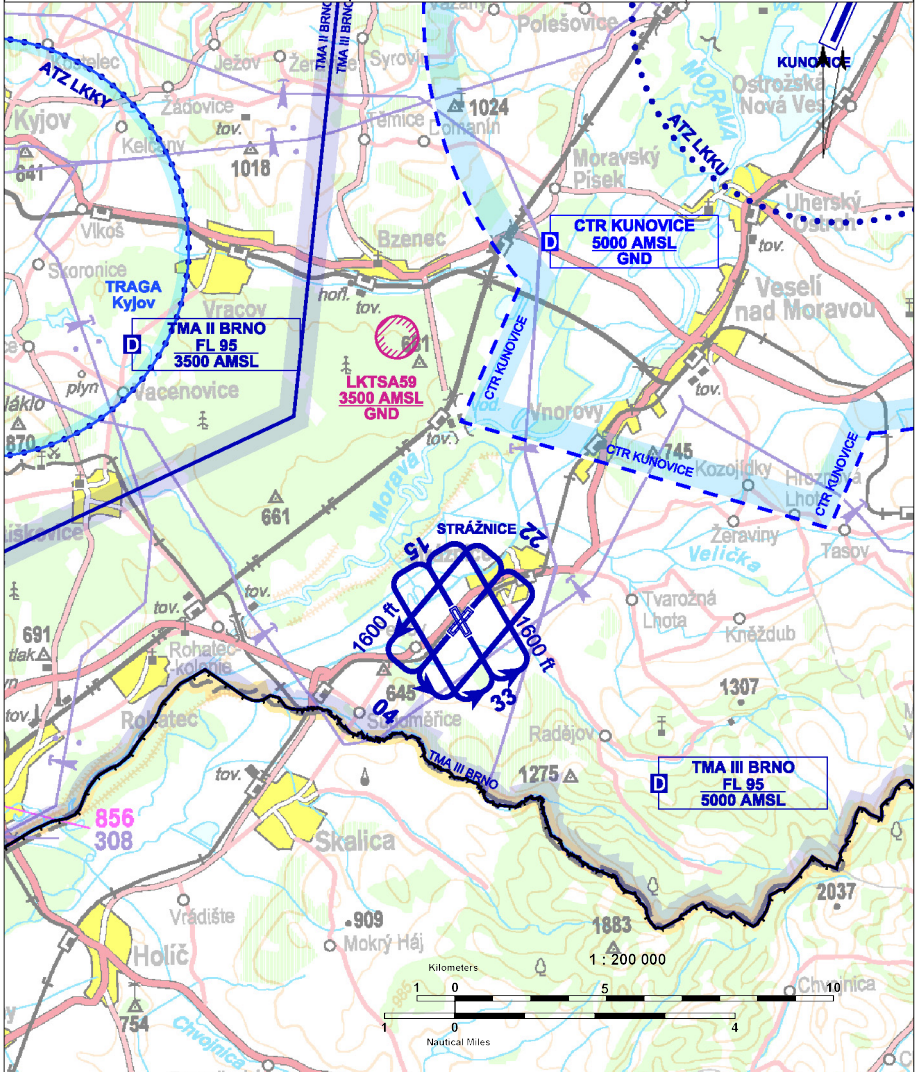 Polešovice
Ježov
Syrovín
TMA II BRNO
TMA III BRNO
KUNOVICE
ATZ LKKY
MORAVA
Ostrožská
Nová Ves
Žádovice
1024
Kyjov
tov.
Těmice
Domanín
ATZ LKKU
Kelčany
1018
Moravský
Písek
641
Uherský
Ostroh
Vlkoš
Bzenec
CTR KUNOVICE
5000 AMSL
GND
D
tov.
Skoronice
TRAGA
Kyjov
hořl.
tov.
Vracov
Veselí
nad Moravou
D
TMA II BRNO
FL 95
3500 AMSL
CTR KUNOVICE
LKTSA59
3500 AMSL
GND
plyn
Vacenovice
tov.
vod.
Vnorovy
870
tov.
745
CTR KUNOVICE
Kozojídky
CTR KUNOVICE
Morava
661
STRÁŽNICE
22
15
Žeraviny
Tasov
Velička
tov.
tov.
1600 ft
1600 ft
Tvarožná
Lhota
Kněždub
691
tlak
Rohatec-
kolonie
645
33
04
1307
tov.
Rohatec
Sudoměřice
Radějov
TMA III BRNO
1275
D
TMA III BRNO
FL 95
5000 AMSL
tov.
856
308
Skalica
2037
Vrádište
909
Mokrý Háj
1883
Holíč
1 : 200 000
Kilometers
1 0 5 10
Chvojnica
754
1 0 4
Nautical Miles
Chvojnica